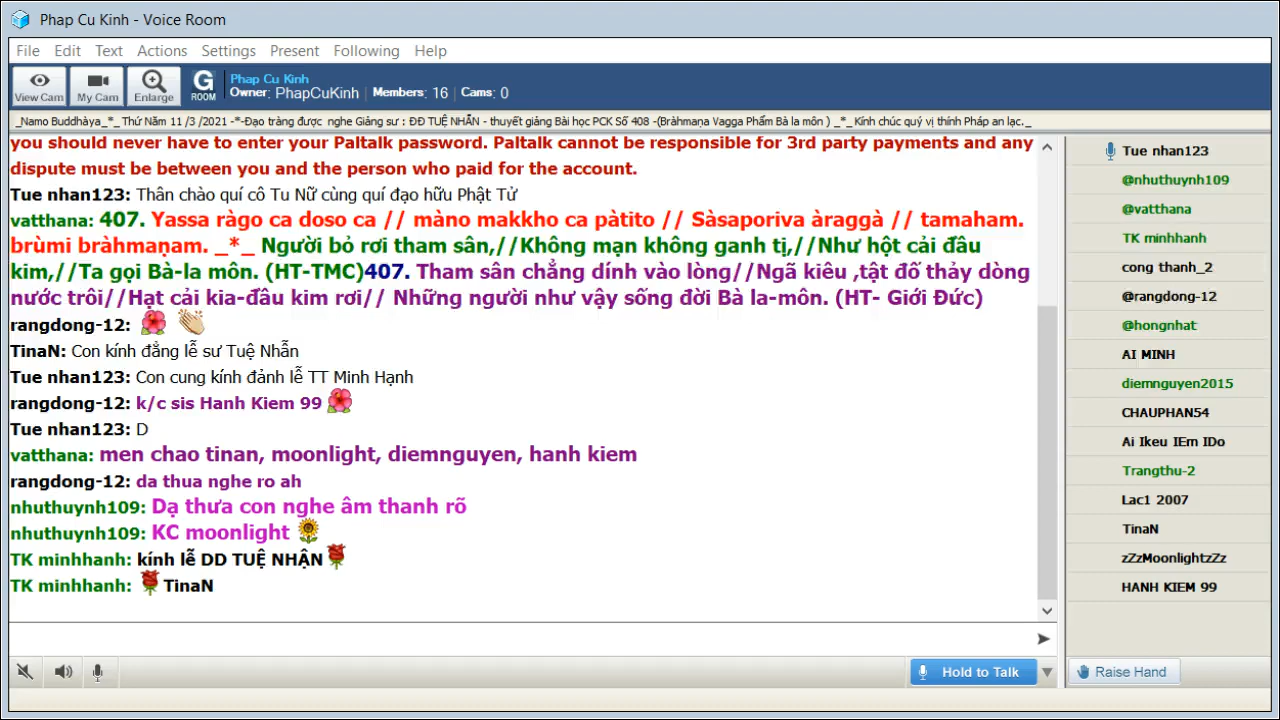 Phap Cu Kinh - Voice Room
File Edit Text Actions Settings Present Following Help
View Cam My Cam Enlarge G ROOM
Phap Cu Kinh
Owner: PhapCuKinh Members: 16 Cams: 0
_Namo Buddhàya_*_ Thứ Năm 11 /3 /2021 -*-Đạo tràng được nghe Giảng sư : ĐĐ TUỆ NHẪN - thuyết giảng Bài học PCK Số 408 -(Bràhmaṇa Vagga Phẩm Bà la môn ) _*_ Kính chúc quý vị thính Pháp an lạc,_
you should never have to enter your Paltalk password. Paltalk cannot be responsible for 3rd party payments and any
dispute must be between you and the person who paid for the account.
Tue nhan123: Thân chào quí cô Tu Nữ cùng quí đạo hữu Phật Tử
vatthana: 407. Yassa ràgo ca doso ca // màno makkho ca pàtito // Sàsaporiva àraggà // tamaham.
brùmi bràhmaṇam. _*_ Người bỏ rơi tham sân,//Không mạn không ganh tị,//Như hột cải đầu
kim,//Ta gọi Bà-la môn. (HT-TMC)407. Tham sân chẳng dính vào lòng//Ngã kiêu ,tật đố thảy dòng
nước trôi//Hạt cải kia-đầu kim rơi// Những người như vậy sống đời Bà la-môn. (HT- Giới Đức)
rangdong-12:
TinaN: Con kính đẳng lễ sư Tuệ Nhẫn
Tue nhan123: Con cung kính đảnh lễ TT Minh Hạnh
rangdong-12: k/c sis Hanh Kiem 99
Tue nhan123: D
vatthana: men chao tinan, moonlight, diemnguyen, hanh kiem
rangdong-12: da thua nghe ro ah
nhuthuynh109: Dạ thưa con nghe âm thanh rõ
nhuthuynh109: KC moonlight
TK minhhanh: kính lễ DD TUỆ NHẬN
TK minhhanh: TinaN
Hold to Talk
Tue nhan123
@nhuthuynh109
@vatthana
TK minhhanh
cong thanh_2
@rangdong-12
@hongnhat
AI MINH
diemnguyen2015
CHAUPHAN54
Ai Ikeu IEm IDo
Trangthu-2
Lac1 2007
TinaN
zZzMoonlightzZz
HANH KIEM 99
Raise Hand